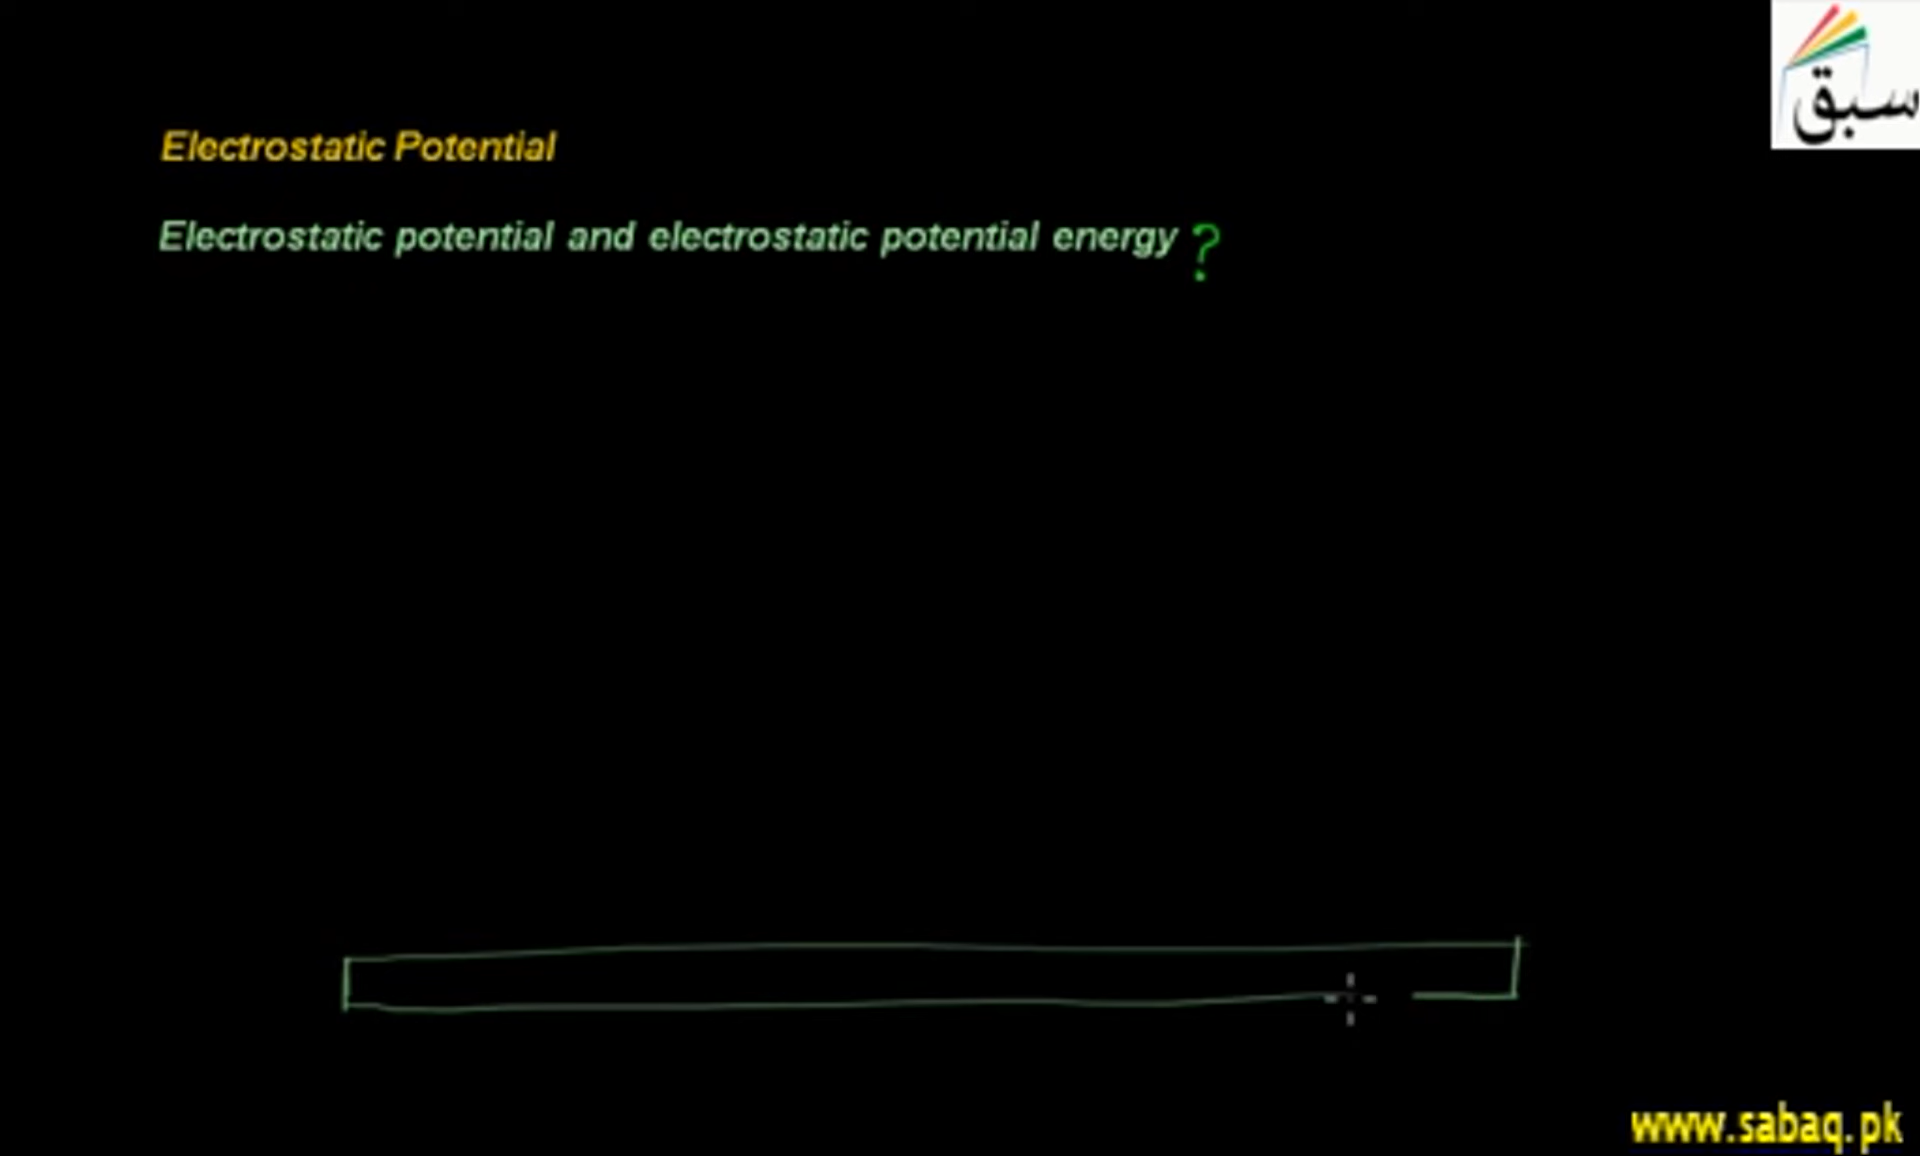 سبق
Electrostatic Potential
Electrostatic potential and electrostatic potential energy ?
www.sabaq.pk